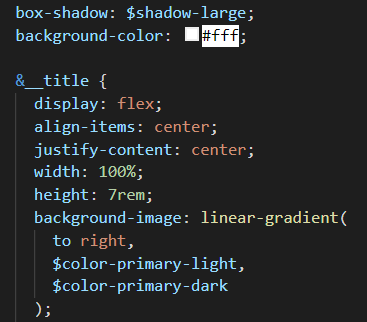 box-shadow: $shadow-large;
background-color: #fff;
&__title {
display: flex;
align-items: center;
justify-content: center;
width: 100%;
height: 7rem;
background-image: linear-gradient(
to right,
$color-primary-light,
$color-primary-dark
);